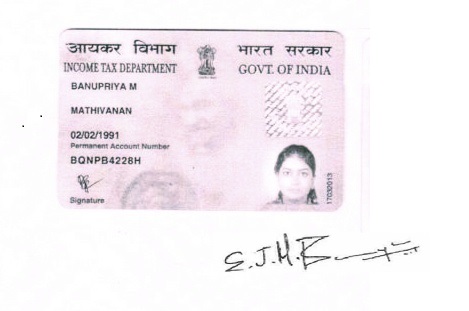 आयकर विभाग भारत सरकार
INCOME TAX DEPARTMENT GOVT. OF INDIA
BANUPRIYA M
MATHIVANAN
02/02/1991
Permanent Account Number
BQNPB4228H
Signature
17032013
E.J.M.